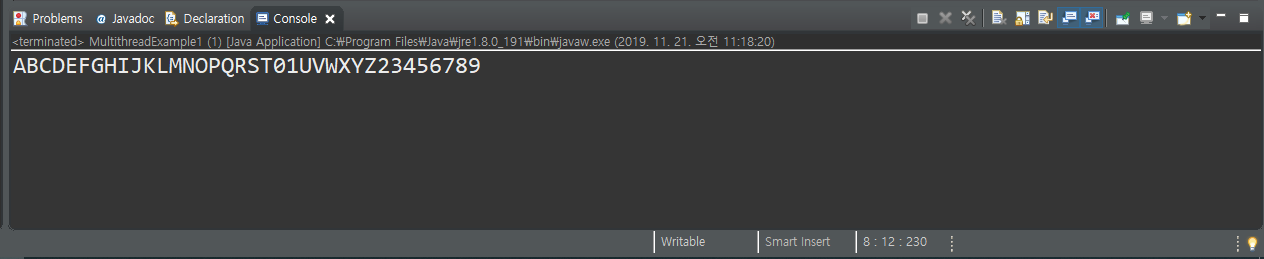 Problems @ Javadoc Declaration Console
<terminated> MultithreadExample1 (1) [Java Application] C:₩Program Files₩Java₩jre1.8.0_191₩bin₩javaw.exe (2019. 11. 21. 오전 11:18:20)
ABCDEFGHIJKLMNOPQRST01UVWXYZ23456789
Writable Smart Insert 8 : 12 : 230